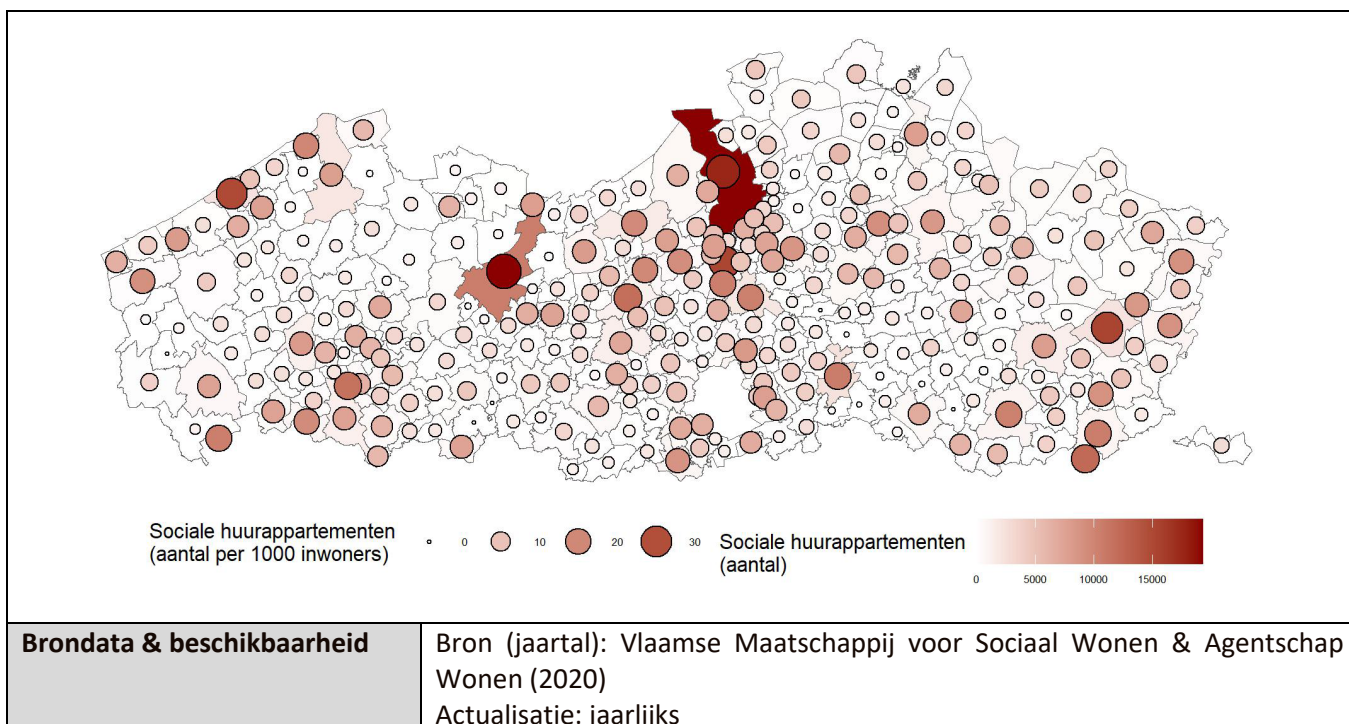 Sociale huurappartementen
(aantal per 1000 inwoners)
0 10 20 30
Sociale huurappartementen
(aantal)
0 5000 10000 15000
Brondata & beschikbaarheid
Bron (jaartal): Vlaamse Maatschappij voor Sociaal Wonen & Agentschap
Wonen (2020)
Actualisatie: jaarlijks